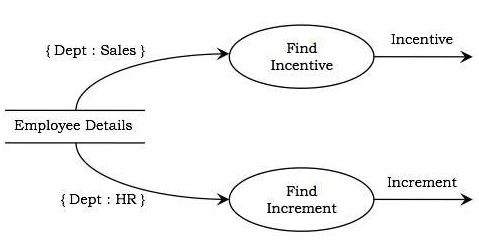 Incentive
{ Dept : Sales }
Find
Incentive
Employee Details
{ Dept : HR }
Find
Increment
Increment